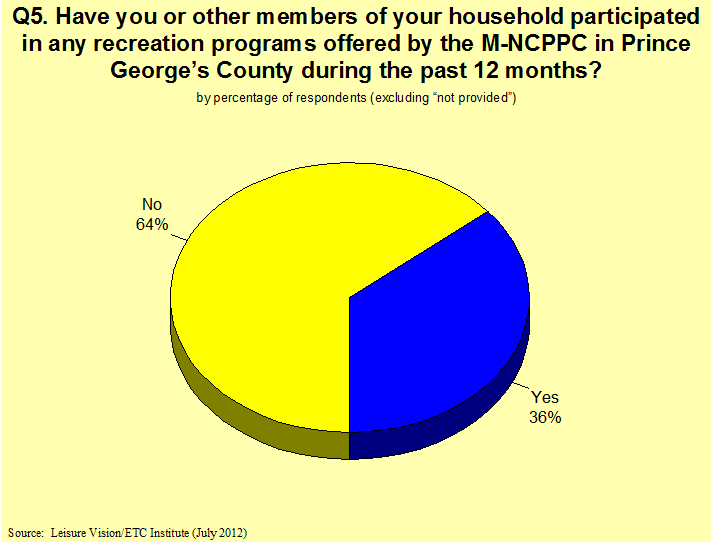 Q5. Have you or other members of your household participated
in any recreation programs offered by the M-NCPPC in Prince
George’s County during the past 12 months?
by percentage of respondents (excluding “not provided”)
No
64%
Yes
36%
Source:  Leisure Vision/ETC Institute (July 2012)